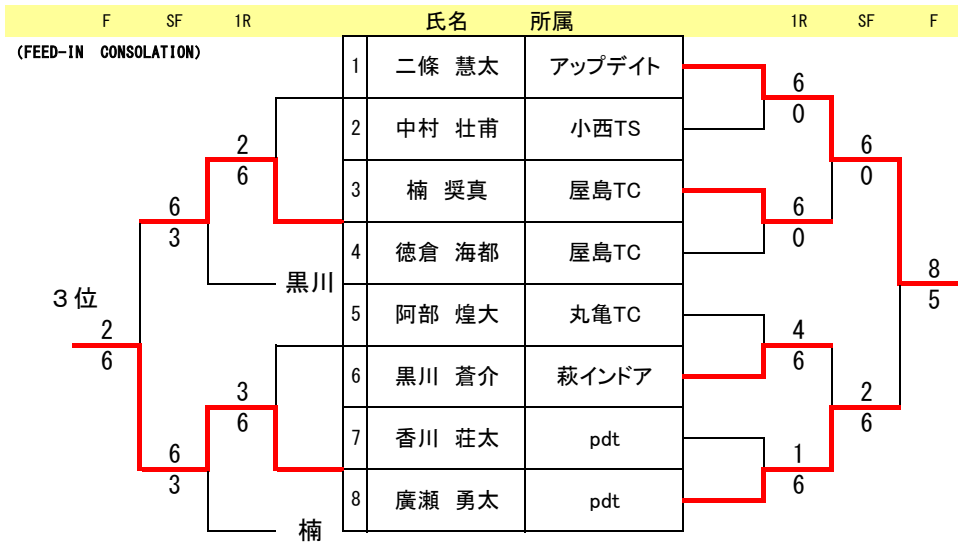 F SF 1R 氏名 所属 1R SF F
(FEED-IN CONSOLATION)
1 二條 慧太 アップデイト
6
0
2 中村 壮甫 小西TS
2
6
6
0
3 楠 奨真 屋島TC
6
0
6
3
4 徳倉 海都 屋島TC
黒川
8
5
3位
5 阿部 煌大 丸亀TC
2
6
4
6
6 黒川 蒼介 萩インドア
3
6
2
6
7 香川 荘太 pdt
6
3
1
6
8 廣瀬 勇太 pdt
楠